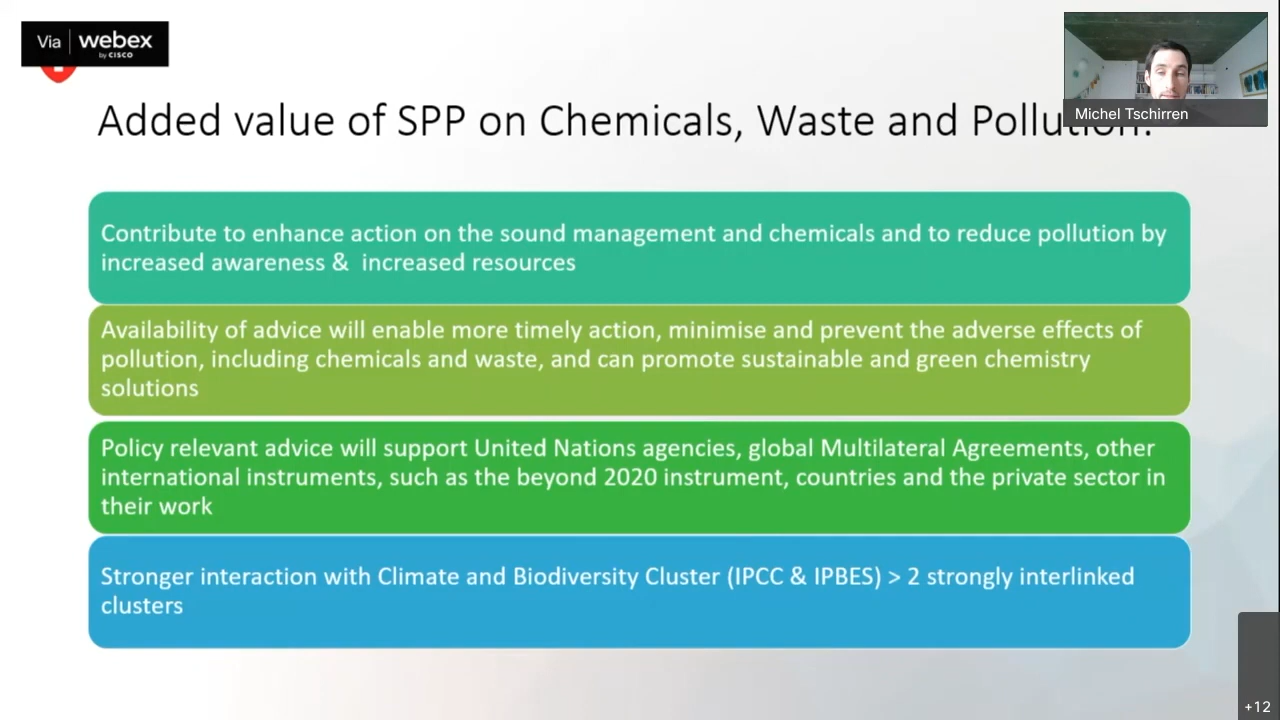 Via webex
by CISCO
Michel Tschirren
Added value of SPP on Chemicals, Waste and Pollution?
Contribute to enhance action on the sound management and chemicals and to reduce pollution by
increased awareness & increased resources
Availability of advice will enable more timely action, minimise and prevent the adverse effects of
pollution, including chemicals and waste, and can promote sustainable and green chemistry
solutions
Policy relevant advice will support United Nations agencies, global Multilateral Agreements, other
international instruments, such as the beyond 2020 instrument, countries and the private sector in
their work
Stronger interaction with Climate and Biodiversity Cluster (IPCC & IPBES) > 2 strongly interlinked
clusters
+12